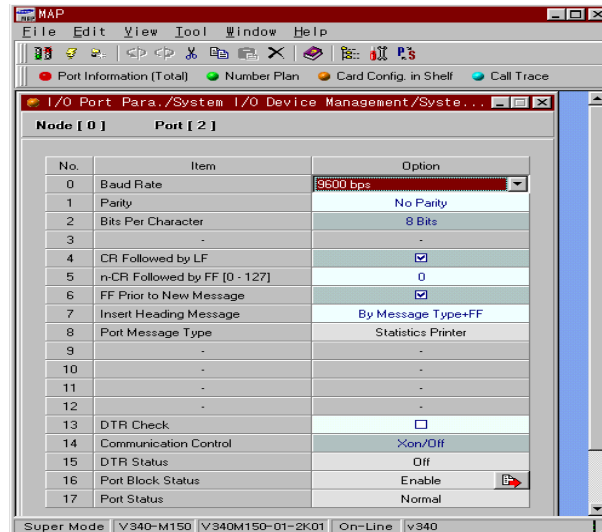 MAP
File Edit View Tool Window Help
Port Information (Total) Number Plan Card Config. in Shelf Call Trace
I/O Port Para./System I/O Device Management/Syste...
Node [ 0 ] Port [ 2 ]
No. Item Option
0 Baud Rate 9600 bps
1 Parity No Parity
2 Bits Per Character 8 Bits
3 - -
4 CR Followed by LF
5 n-CR Followed by FF [0 - 127] 0
6 FF Prior to New Message
7 Insert Heading Message By Message Type+FF
8 Port Message Type Statistics Printer
9 - -
10 - -
11 - -
12 - -
13 DTR Check
14 Communication Control Xon/Off
15 DTR Status Off
16 Port Block Status Enable
17 Port Status Normal
Super Mode V340-M150 V340M150-01-2K01 On-Line v340